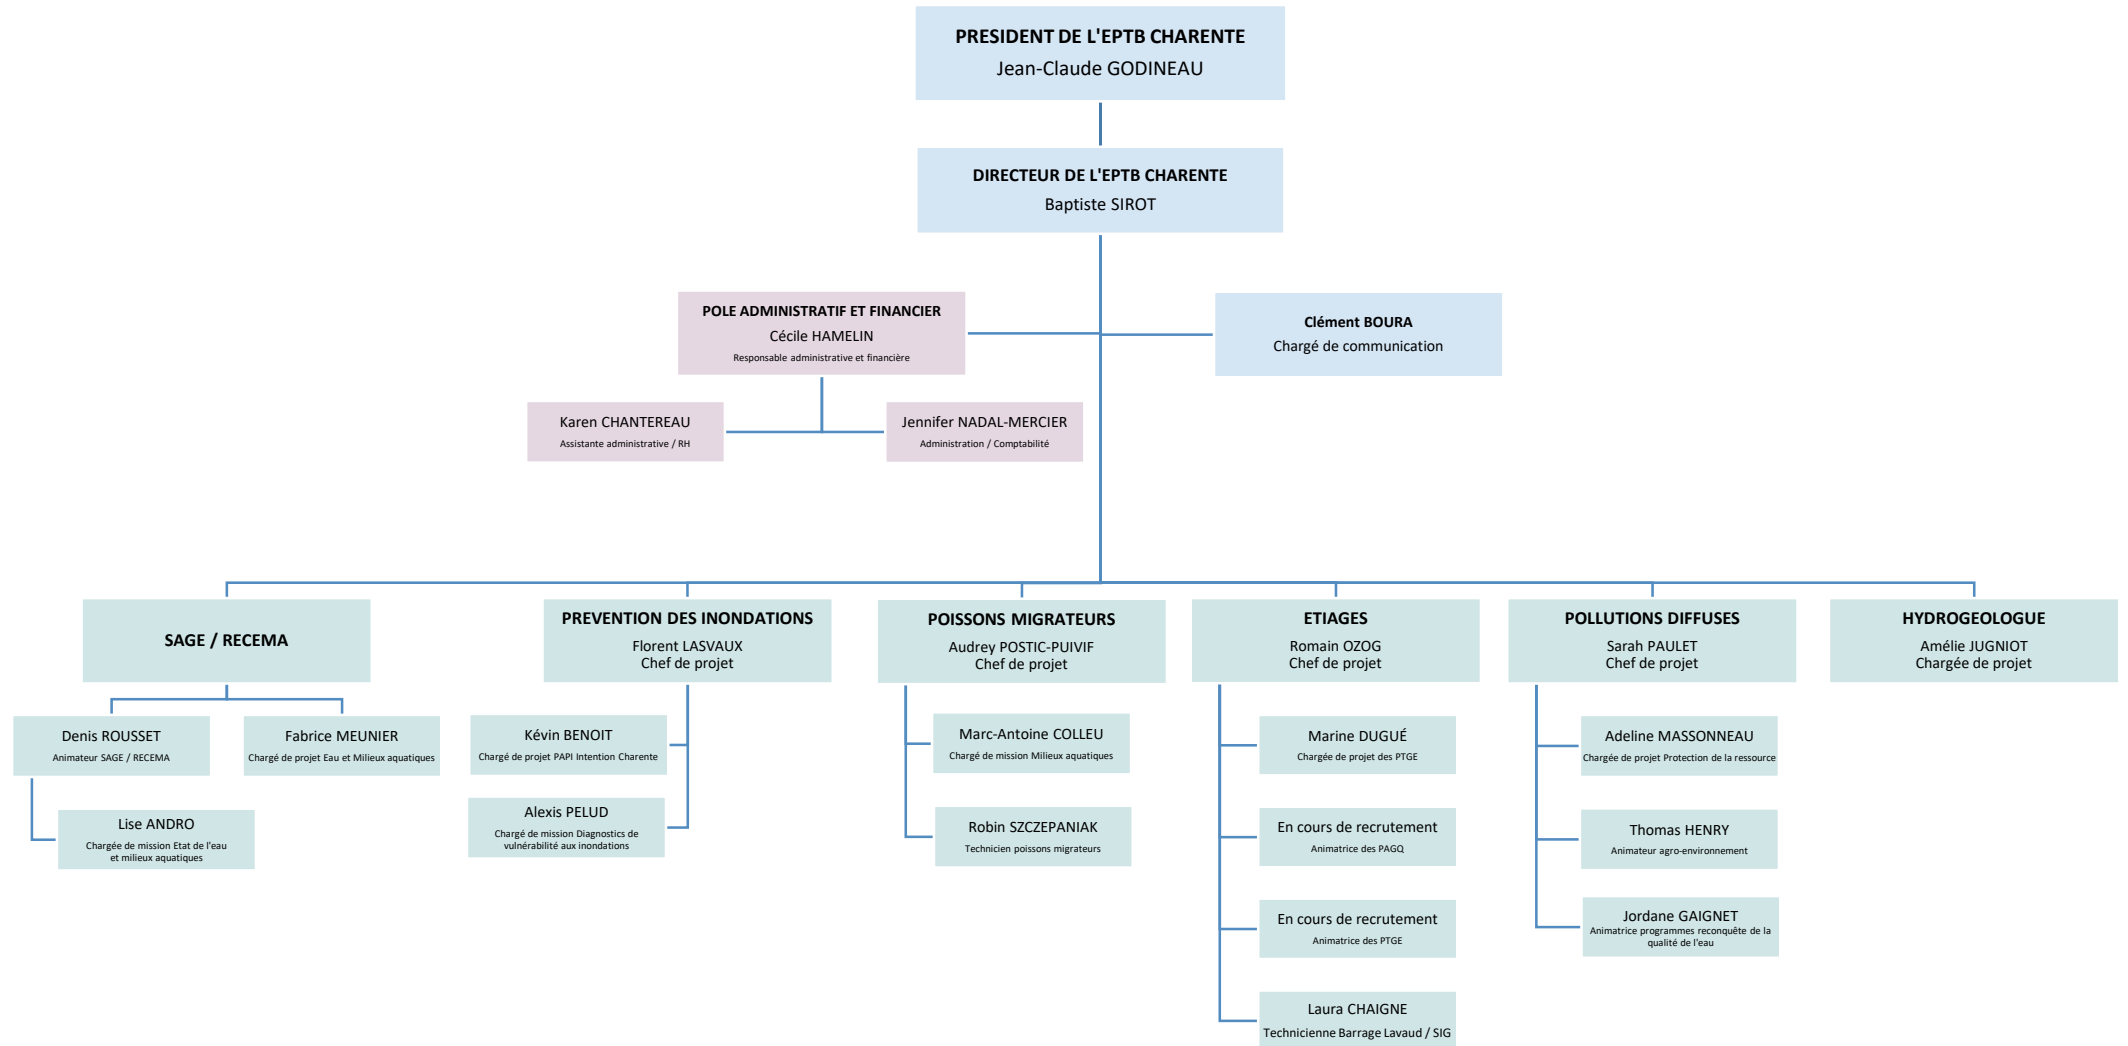 PRESIDENT DE L'EPTB CHARENTE
Jean-Claude GODINEAU
DIRECTEUR DE L'EPTB CHARENTE
Baptiste SIROT
POLE ADMINISTRATIF ET FINANCIER
Cécile HAMELIN
Responsable administrative et financière
Clément BOURA
Chargé de communication
Karen CHANTEREAU
Assistante administrative / RH
Jennifer NADAL-MERCIER
Administration / Comptabilité
SAGE / RECEMA
Denis ROUSSET
Animateur SAGE / RECEMA
Fabrice MEUNIER
Chargé de projet Eau et Milieux aquatiques
Lise ANDRO
Chargée de mission Etat de l'eau
et milieux aquatiques
PREVENTION DES INONDATIONS
Florent LASVAUX
Chef de projet
Kévin BENOIT
Chargé de projet PAPI Intention Charente
Alexis PELUD
Chargé de mission Diagnostics de
vulnérabilité aux inondations
POISSONS MIGRATEURS
Audrey POSTIC-PUIVIF
Chef de projet
Marc-Antoine COLLEU
Chargé de mission Milieux aquatiques
Robin SZCZEPANIAK
Technicien poissons migrateurs
ETIAGES
Romain OZOG
Chef de projet
Marine DUGUÉ
Chargée de projet des PTGE
En cours de recrutement
Animatrice des PAGQ
En cours de recrutement
Animatrice des PTGE
Laura CHAIGNE
Technicienne Barrage Lavaud / SIG
POLLUTIONS DIFFUSES
Sarah PAULET
Chef de projet
Adeline MASSONNEAU
Chargée de projet Protection de la ressource
Thomas HENRY
Animateur agro-environnement
Jordane GAIGNET
Animatrice programmes reconquête de la
qualité de l'eau
HYDROGEOLOGUE
Amélie JUGNIOT
Chargée de projet